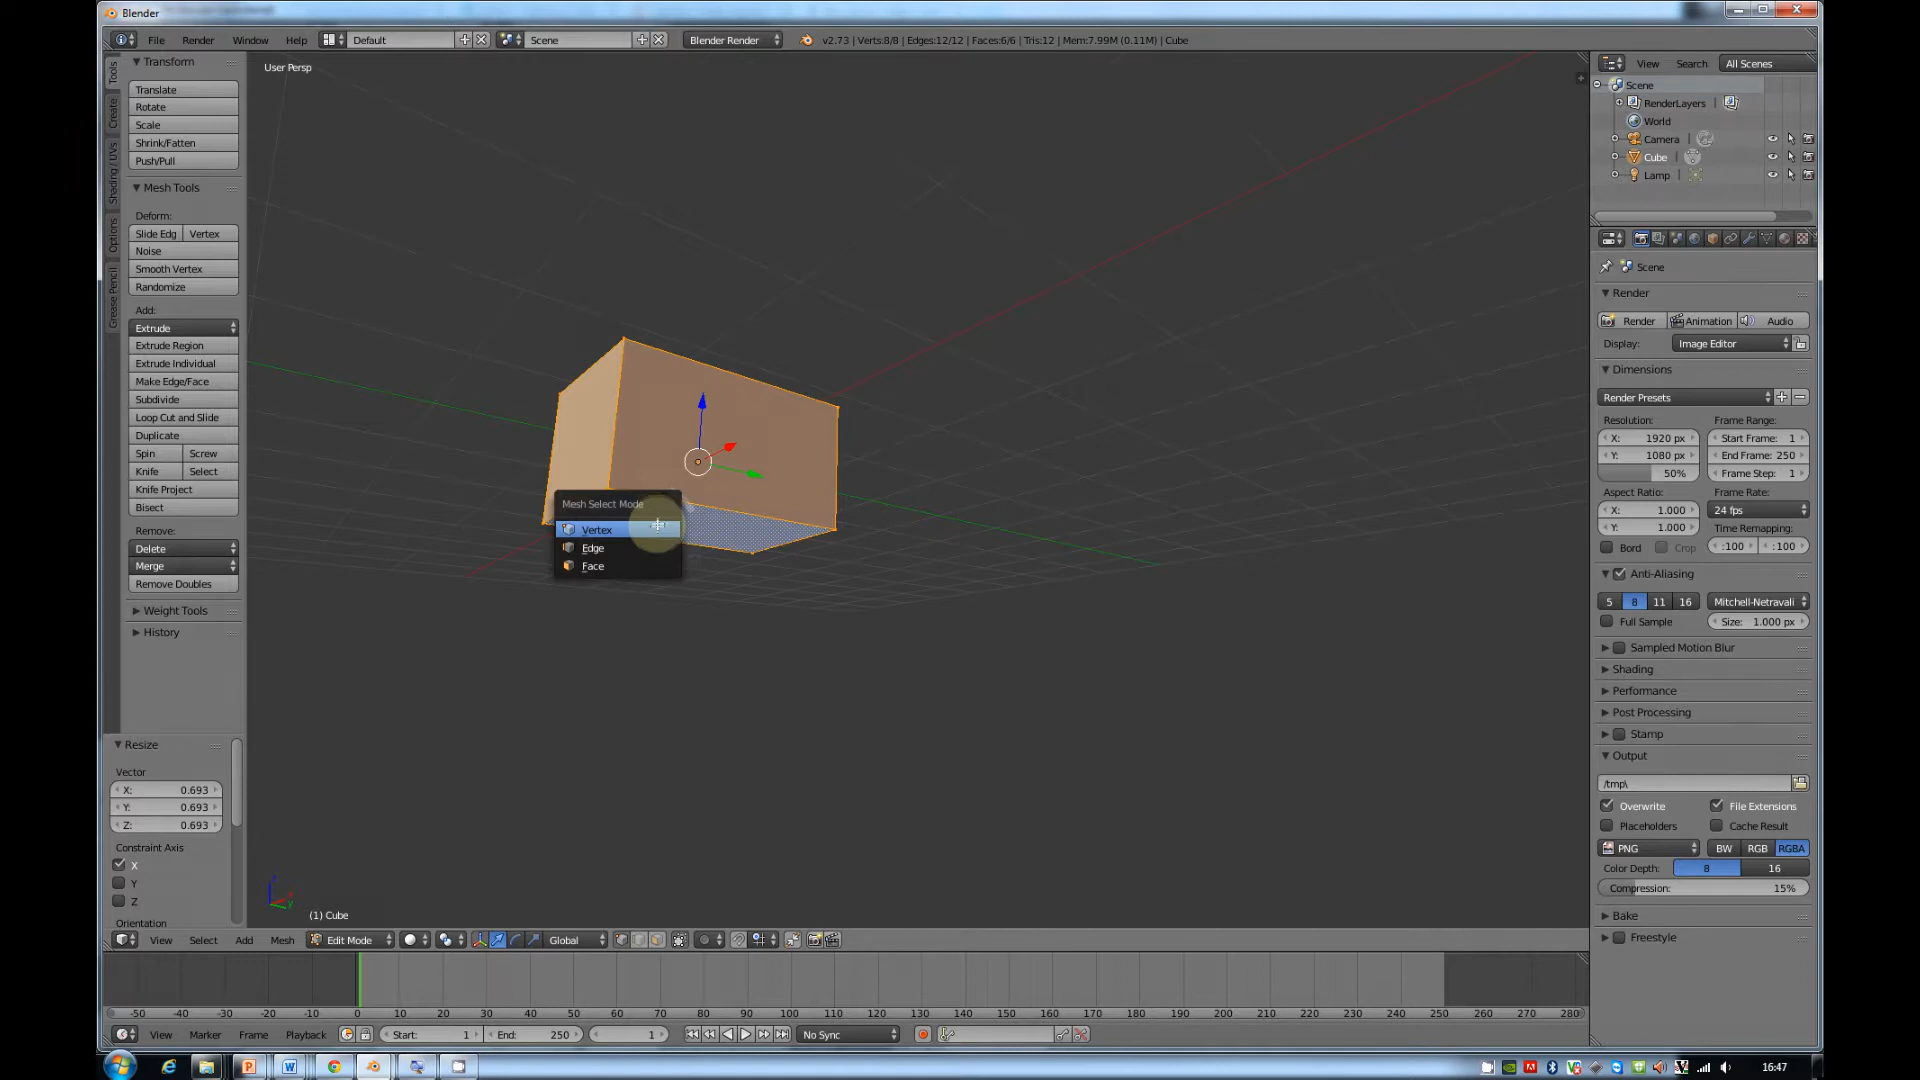 Blender
File Render Window Help Default Scene Blender Render v2.73 | Verts:8/8 | Edges:12/12 | Faces:6/6 | Tris:12 | Mem:7.99M (0.11M) | Cube
Tools
Create
Shading / UVs
Options
Grease Pencil
Transform
Translate
Rotate
Scale
Shrink/Fatten
Push/Pull
Mesh Tools
Deform:
Slide Edg Vertex
Noise
Smooth Vertex
Randomize
Add:
Extrude
Extrude Region
Extrude Individual
Make Edge/Face
Subdivide
Loop Cut and Slide
Duplicate
Spin Screw
Knife Select
Knife Project
Bisect
Remove:
Delete
Merge
Remove Doubles
Weight Tools
History
Resize
Vector
X: 0.693
Y: 0.693
Z: 0.693
Constraint Axis
X
Y
Z
Orientation
User Persp
Mesh Select Mode
Vertex
Edge
Face
(1) Cube
View Select Add Mesh Edit Mode Global
-50 -40 -30 -20 -10 0 10 20 30 40 50 60 70 80 90 100 110 120 130 140 150 160 170 180 190 200 210 220 230 240 250 260 270 280
View Marker Frame Playback Start: 1 End: 250 1 No Sync
View Search All Scenes
Scene
RenderLayers
World
Camera
Cube
Lamp
Scene
Render
Render Animation Audio
Display: Image Editor
Dimensions
Render Presets
Resolution: Frame Range:
X: 1920 px Start Frame: 1
Y: 1080 px End Frame: 250
50% Frame Step: 1
Aspect Ratio: Frame Rate:
X: 1.000 24 fps
Y: 1.000 Time Remapping:
Bord Crop :100 :100
Anti-Aliasing
5 8 11 16 Mitchell-Netravali
Full Sample Size: 1.000 px
Sampled Motion Blur
Shading
Performance
Post Processing
Stamp
Output
/tmp\
Overwrite File Extensions
Placeholders Cache Result
PNG BW RGB RGBA
Color Depth: 8 16
Compression: 15%
Bake
Freestyle
16:47